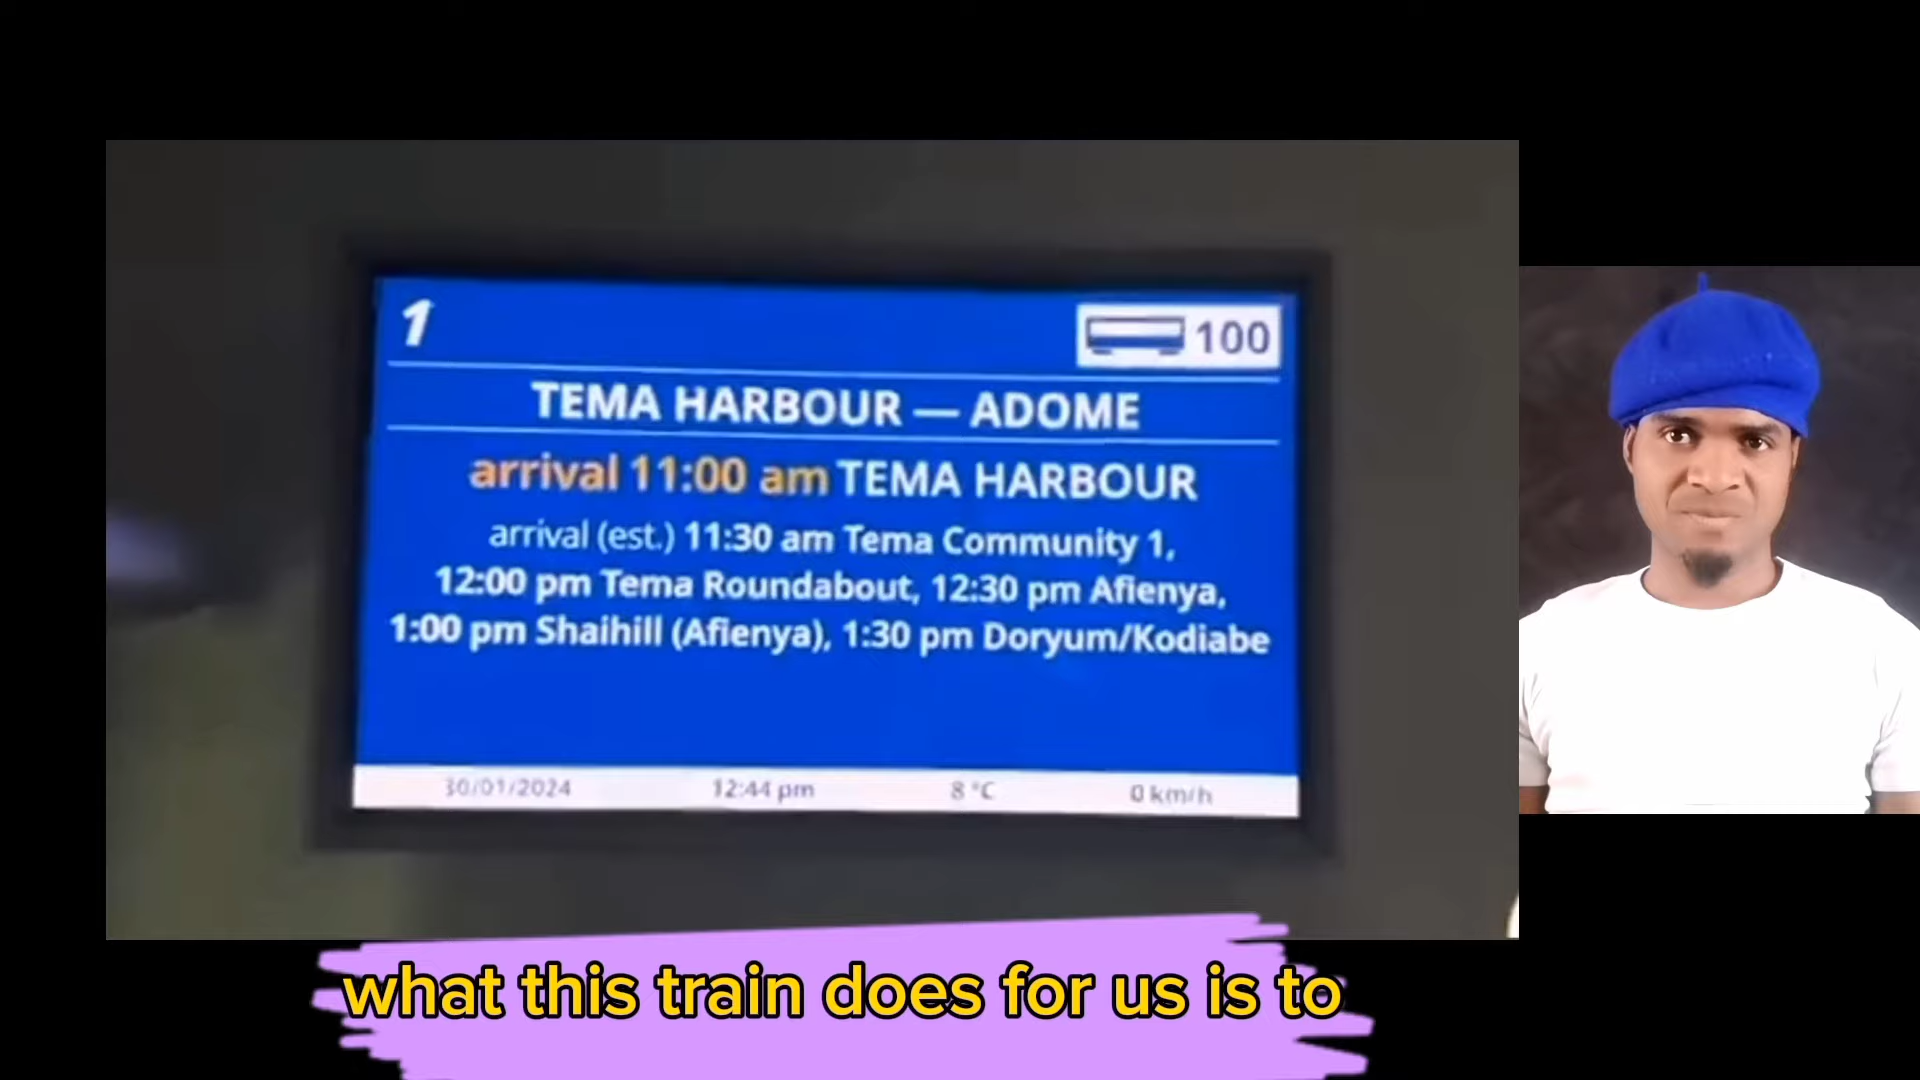 1
100
TEMA HARBOUR — ADOME
arrival 11:00 am TEMA HARBOUR
arrival (est.) 11:30 am Tema Community 1,
12:00 pm Tema Roundabout, 12:30 pm Afienya,
1:00 pm Shaihill (Afienya), 1:30 pm Doryum/Kodiabe
30/01/2024 12:44 pm 8 °C 0 km/h
what this train does for us is to